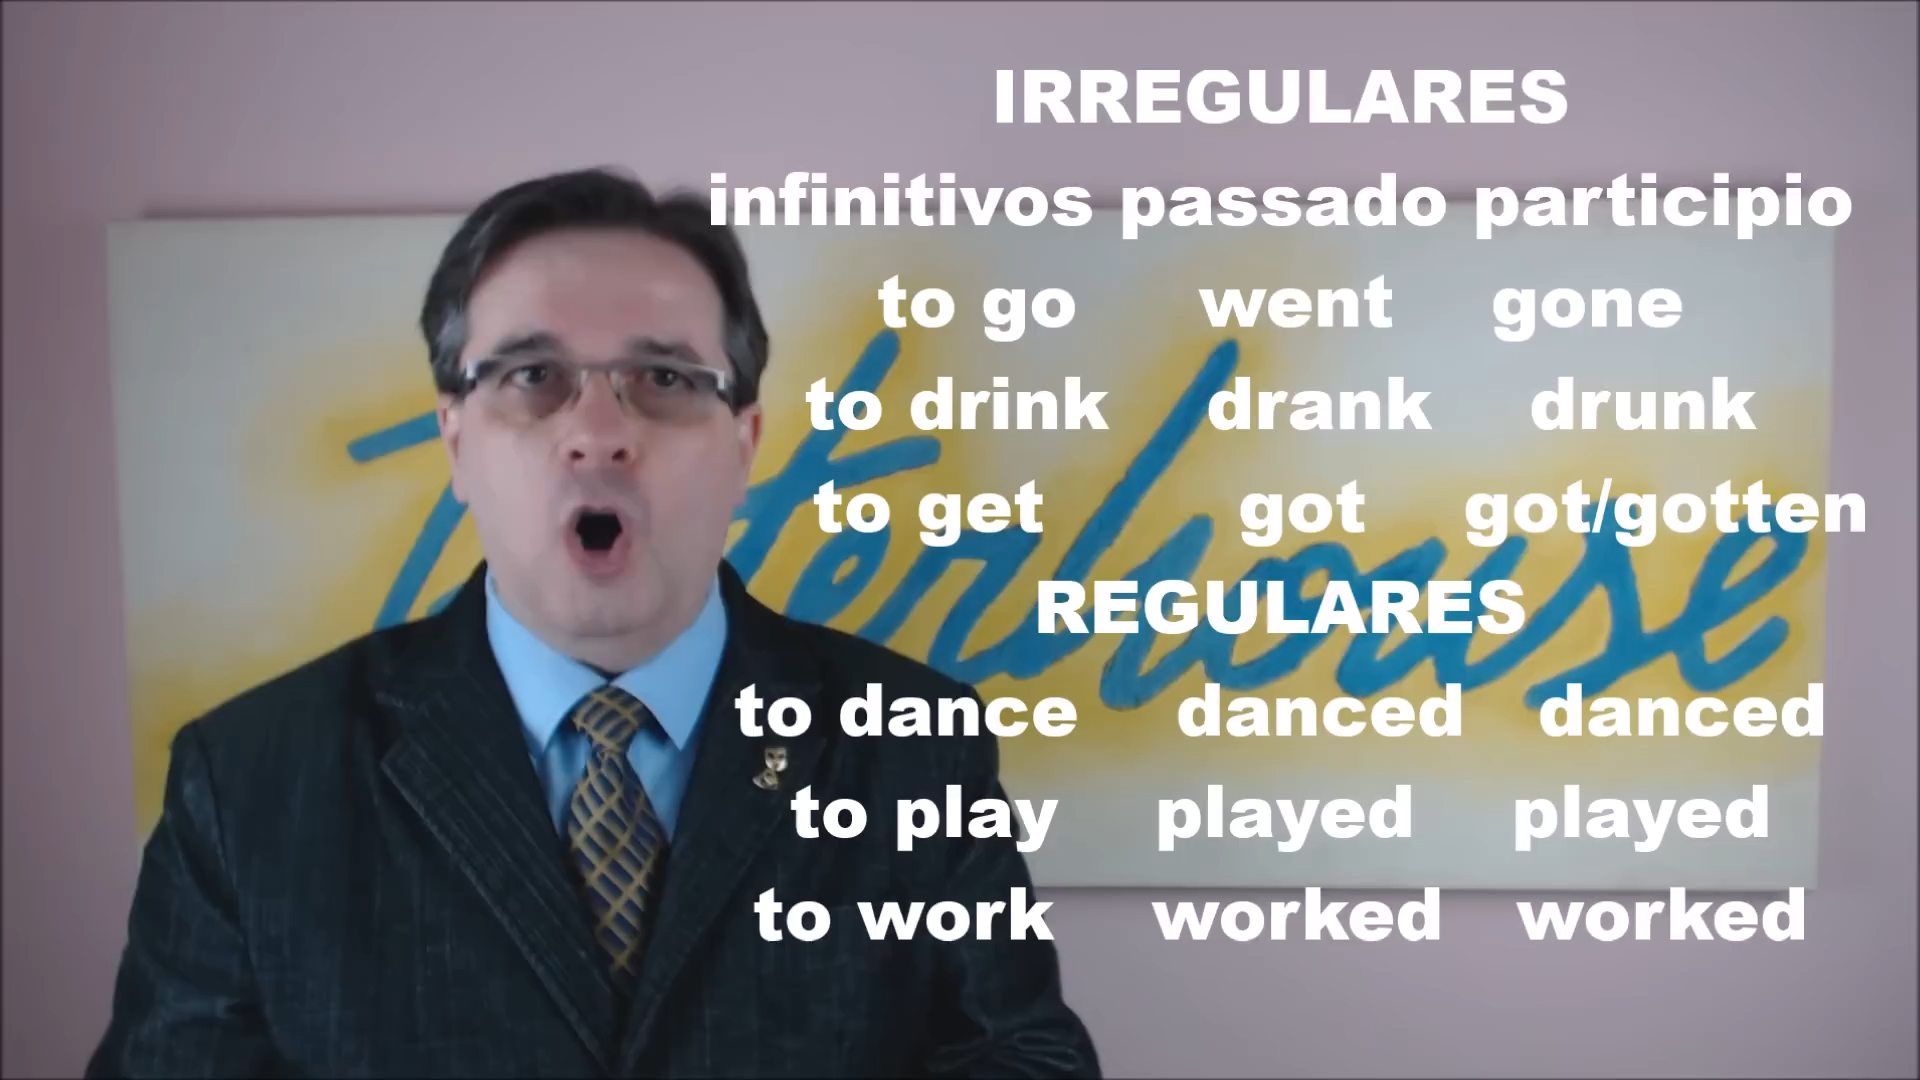 IRREGULARES
infinitivos passado participio
to go went gone
to drink drank drunk
to get got got/gotten
REGULARES
to dance danced danced
to play played played
to work worked worked